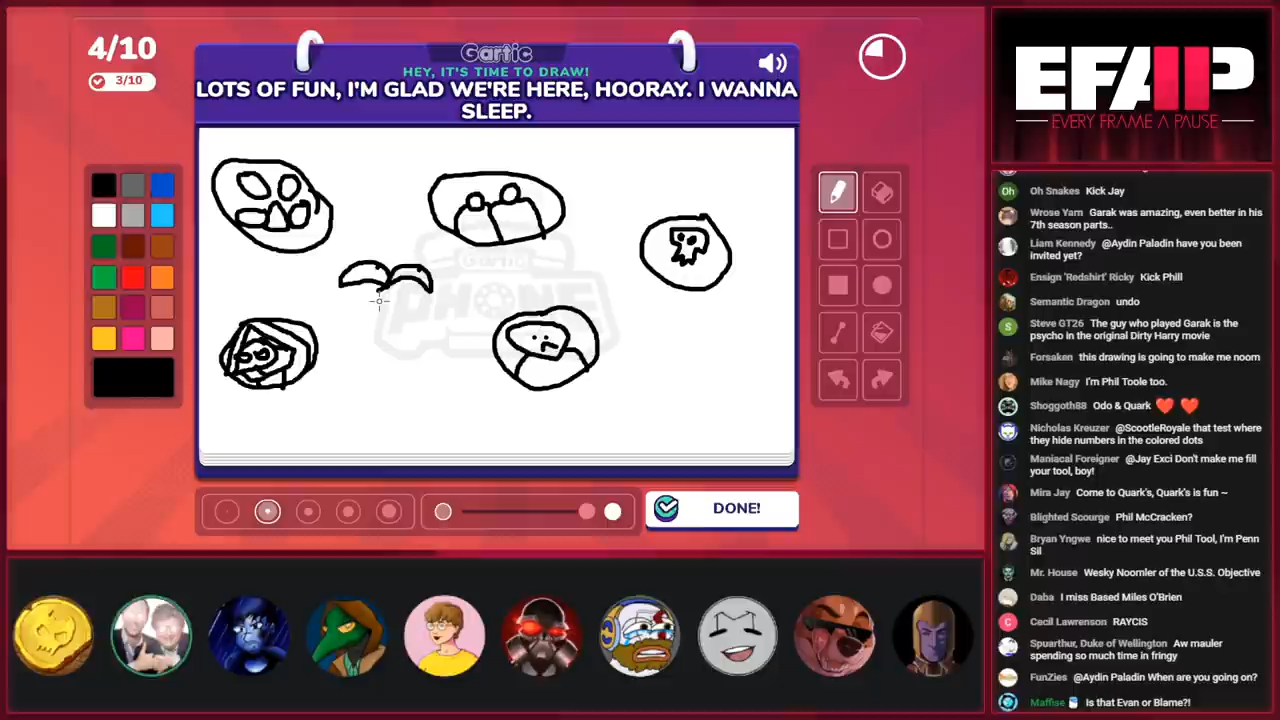 4/10
3/10
Gartic
HEY, IT'S TIME TO DRAW!
LOTS OF FUN, I'M GLAD WE'RE HERE, HOORAY. I WANNA
SLEEP.
GARTIC
PHONE
DONE!
EFAP
EVERY FRAME A PAUSE
Oh Snakes Kick Jay
Wrose Yarn Garak was amazing, even better in his
7th season parts..
Liam Kennedy @Aydin Paladin have you been
invited yet?
Ensign 'Redshirt' Ricky Kick Phill
Semantic Dragon undo
Steve GT26 The guy who played Garak is the
psycho in the original Dirty Harry movie
Forsaken this drawing is going to make me noom
Mike Nagy I'm Phil Toole too.
Shoggoth88 Odo & Quark ❤️ ❤️
Nicholas Kreuzer @ScootleRoyale that test where
they hide numbers in the colored dots
Maniacal Foreigner @Jay Exci Don't make me fill
your tool, boy!
Mira Jay Come to Quark's, Quark's is fun ~
Blighted Scourge Phil McCracken?
Bryan Yngwe nice to meet you Phil Tool, I'm Penn
Sil
Mr. House Wesky Noomler of the U.S.S. Objective
Daba I miss Based Miles O'Brien
Cecil Lawrenson RAYCIS
Spuarthur, Duke of Wellington Aw mauler
spending so much time in fringy
FunZies @Aydin Paladin When are you going on?
Maffise Is that Evan or Blame?!